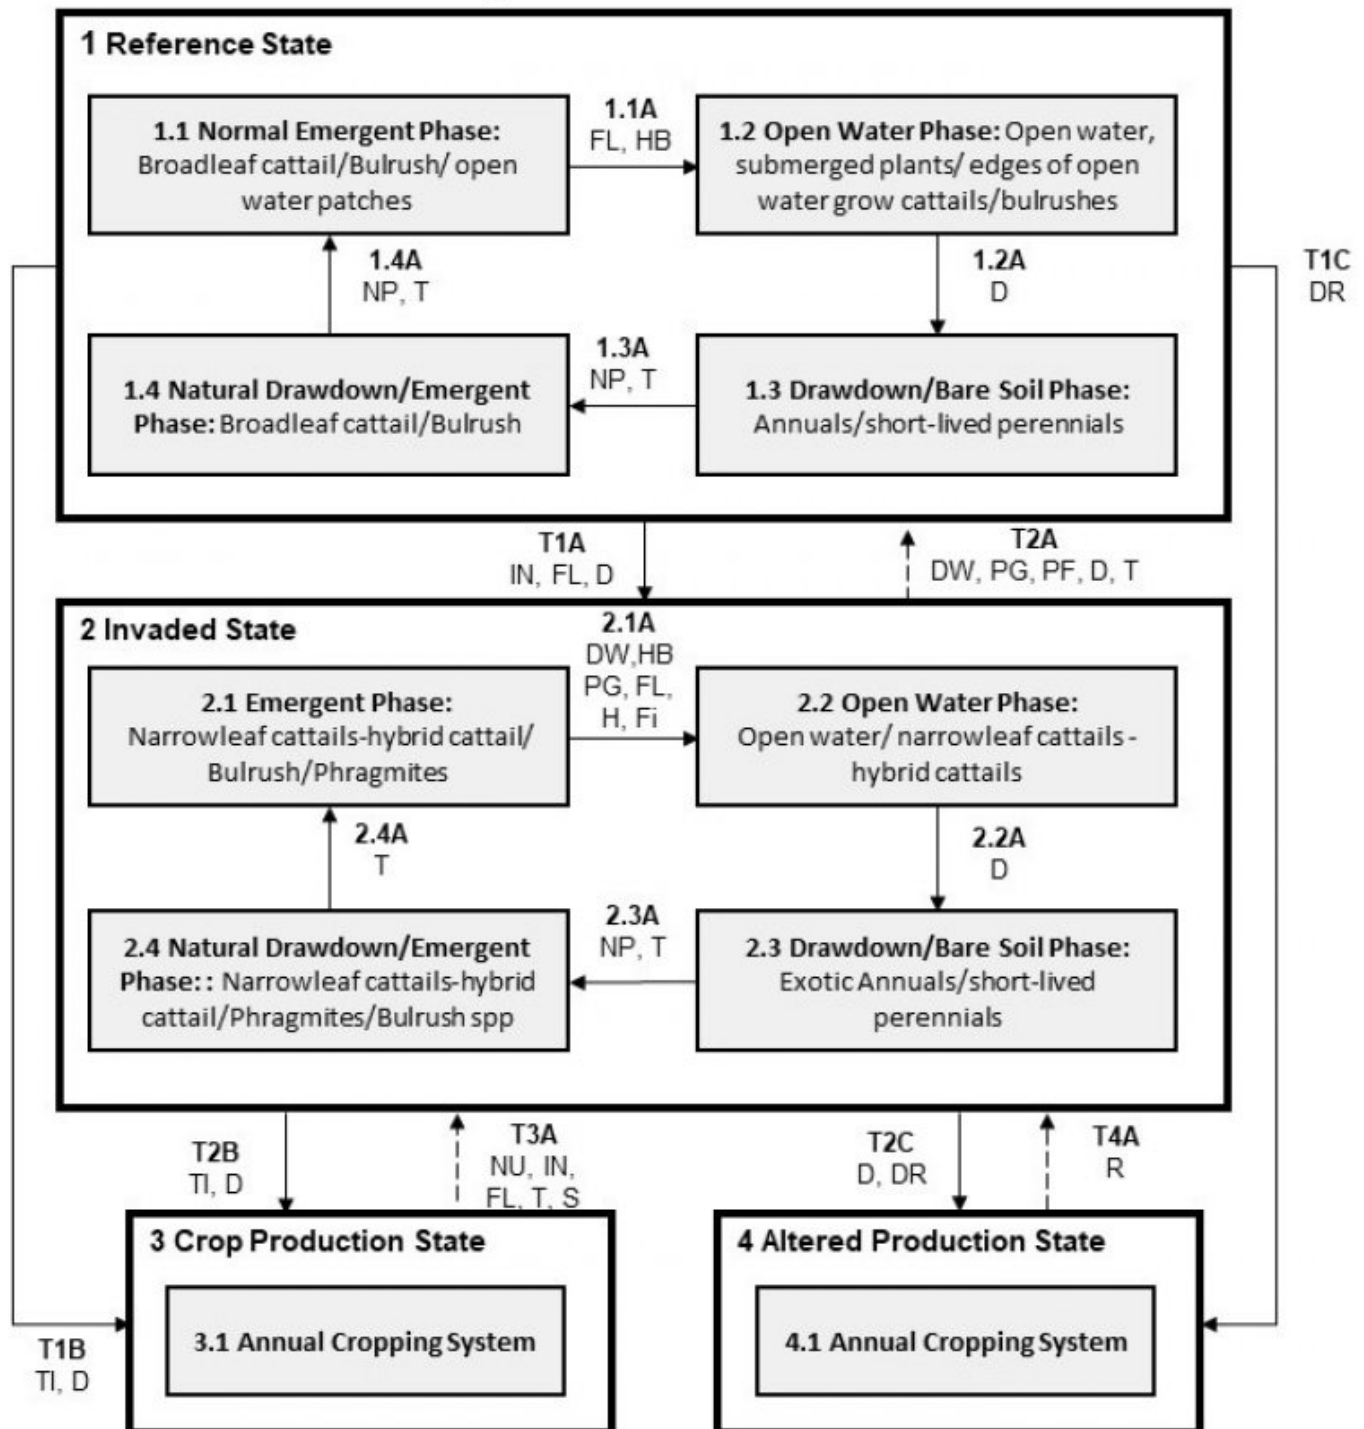 1 Reference State
1.1 Normal Emergent Phase:
Broadleaf cattail/Bulrush/ open
water patches
1.1A
FL, HB
1.2 Open Water Phase: Open water,
submerged plants/ edges of open
water grow cattails/bulrushes
1.4A
NP, T
1.2A
D
T1C
DR
1.4 Natural Drawdown/Emergent
Phase: Broadleaf cattail/Bulrush
1.3A
NP, T
1.3 Drawdown/Bare Soil Phase:
Annuals/short-lived perennials
T1A
IN, FL, D
T2A
DW, PG, PF, D, T
2 Invaded State
2.1 Emergent Phase:
Narrowleaf cattails-hybrid cattail/
Bulrush/Phragmites
2.1A
DW,HB
PG, FL,
H, Fi
2.2 Open Water Phase:
Open water/ narrowleaf cattails -
hybrid cattails
2.4A
T
2.2A
D
2.4 Natural Drawdown/Emergent
Phase:: Narrowleaf cattails-hybrid
cattail/Phragmites/Bulrush spp
2.3A
NP, T
2.3 Drawdown/Bare Soil Phase:
Exotic Annuals/short-lived
perennials
T2B
TI, D
T3A
NU, IN,
FL, T, S
T2C
D, DR
T4A
R
3 Crop Production State
3.1 Annual Cropping System
4 Altered Production State
4.1 Annual Cropping System
T1B
TI, D